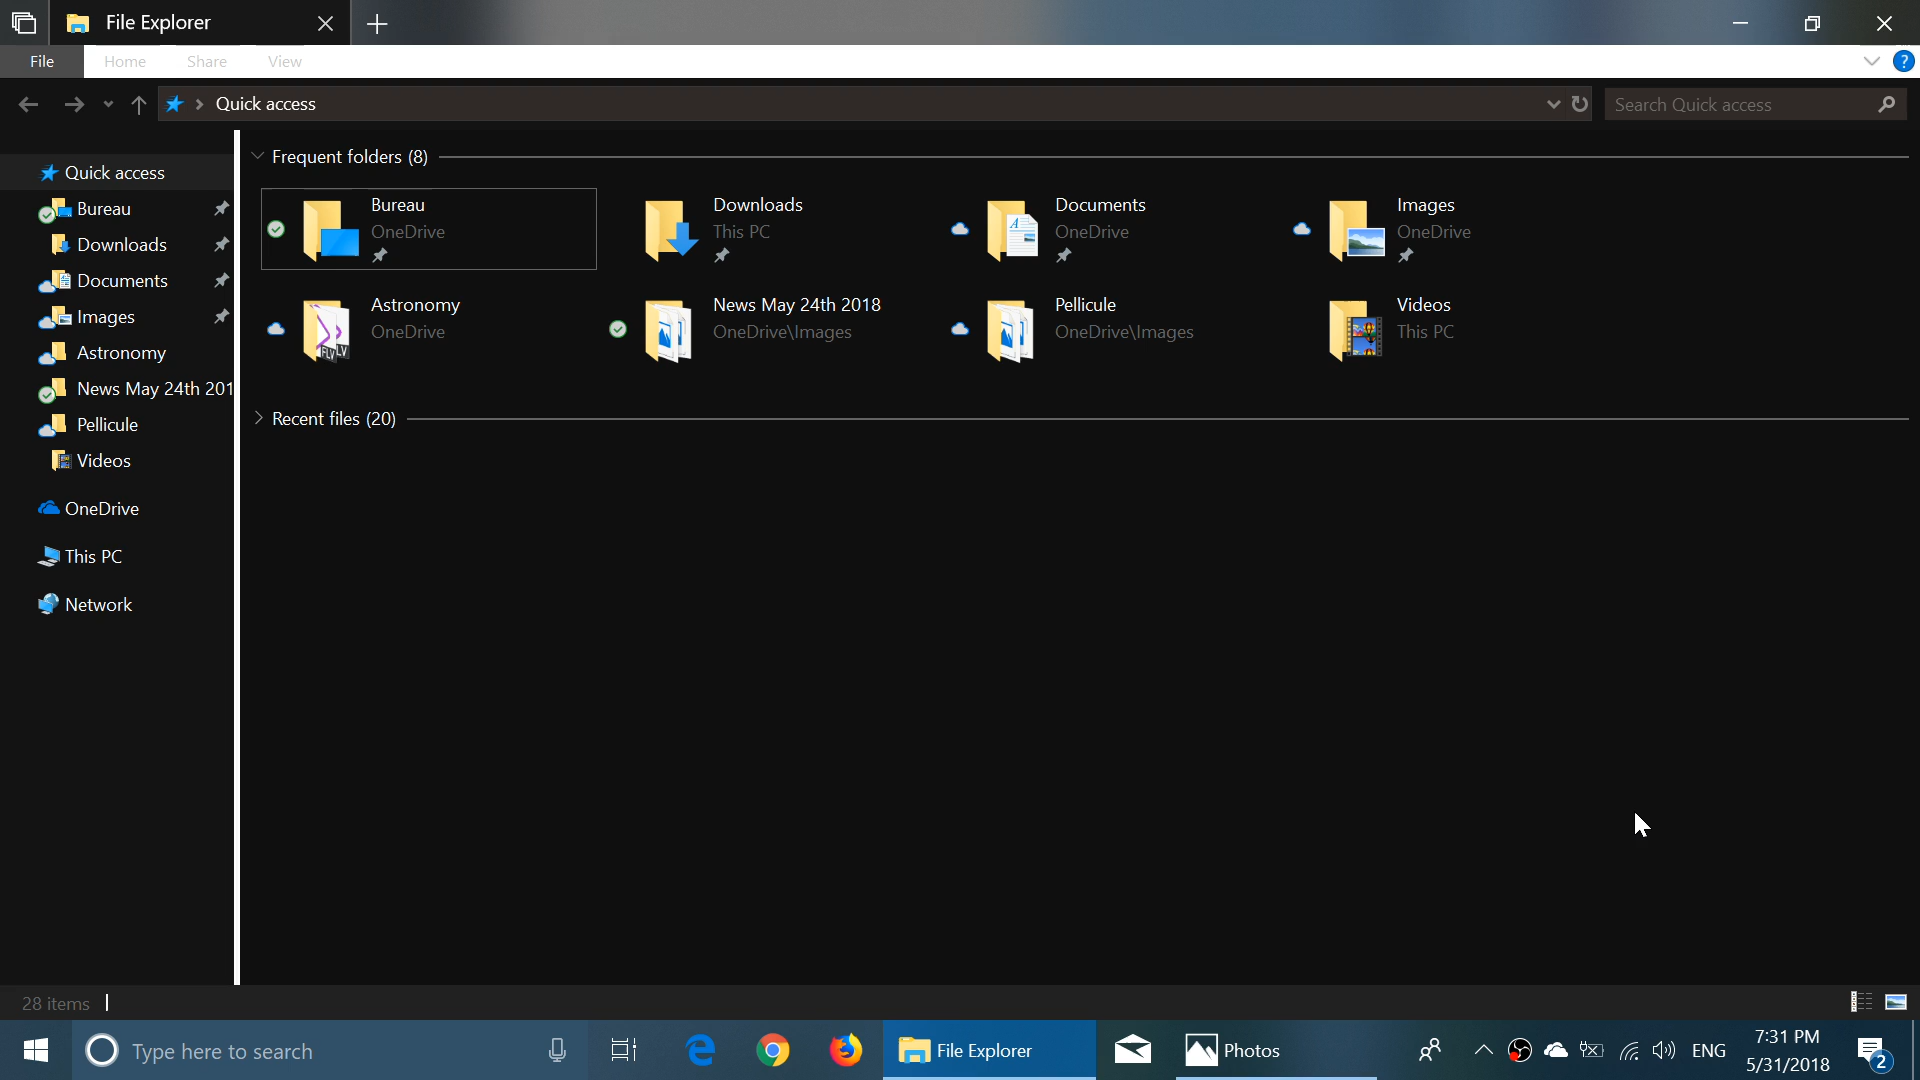 File Explorer
File Home Share View
?
Quick access
Search Quick access
Quick access
Bureau
Downloads
Documents
Images
Astronomy
News May 24th 201
Pellicule
Videos
OneDrive
This PC
Network
Frequent folders (8)
Bureau
OneDrive
Downloads
This PC
Documents
OneDrive
Images
OneDrive
Astronomy
OneDrive
News May 24th 2018
OneDrive\Images
Pellicule
OneDrive\Images
Videos
This PC
FLV
LV
A
Recent files (20)
28 items
Type here to search
File Explorer
Photos
ENG
7:31 PM
5/31/2018
2